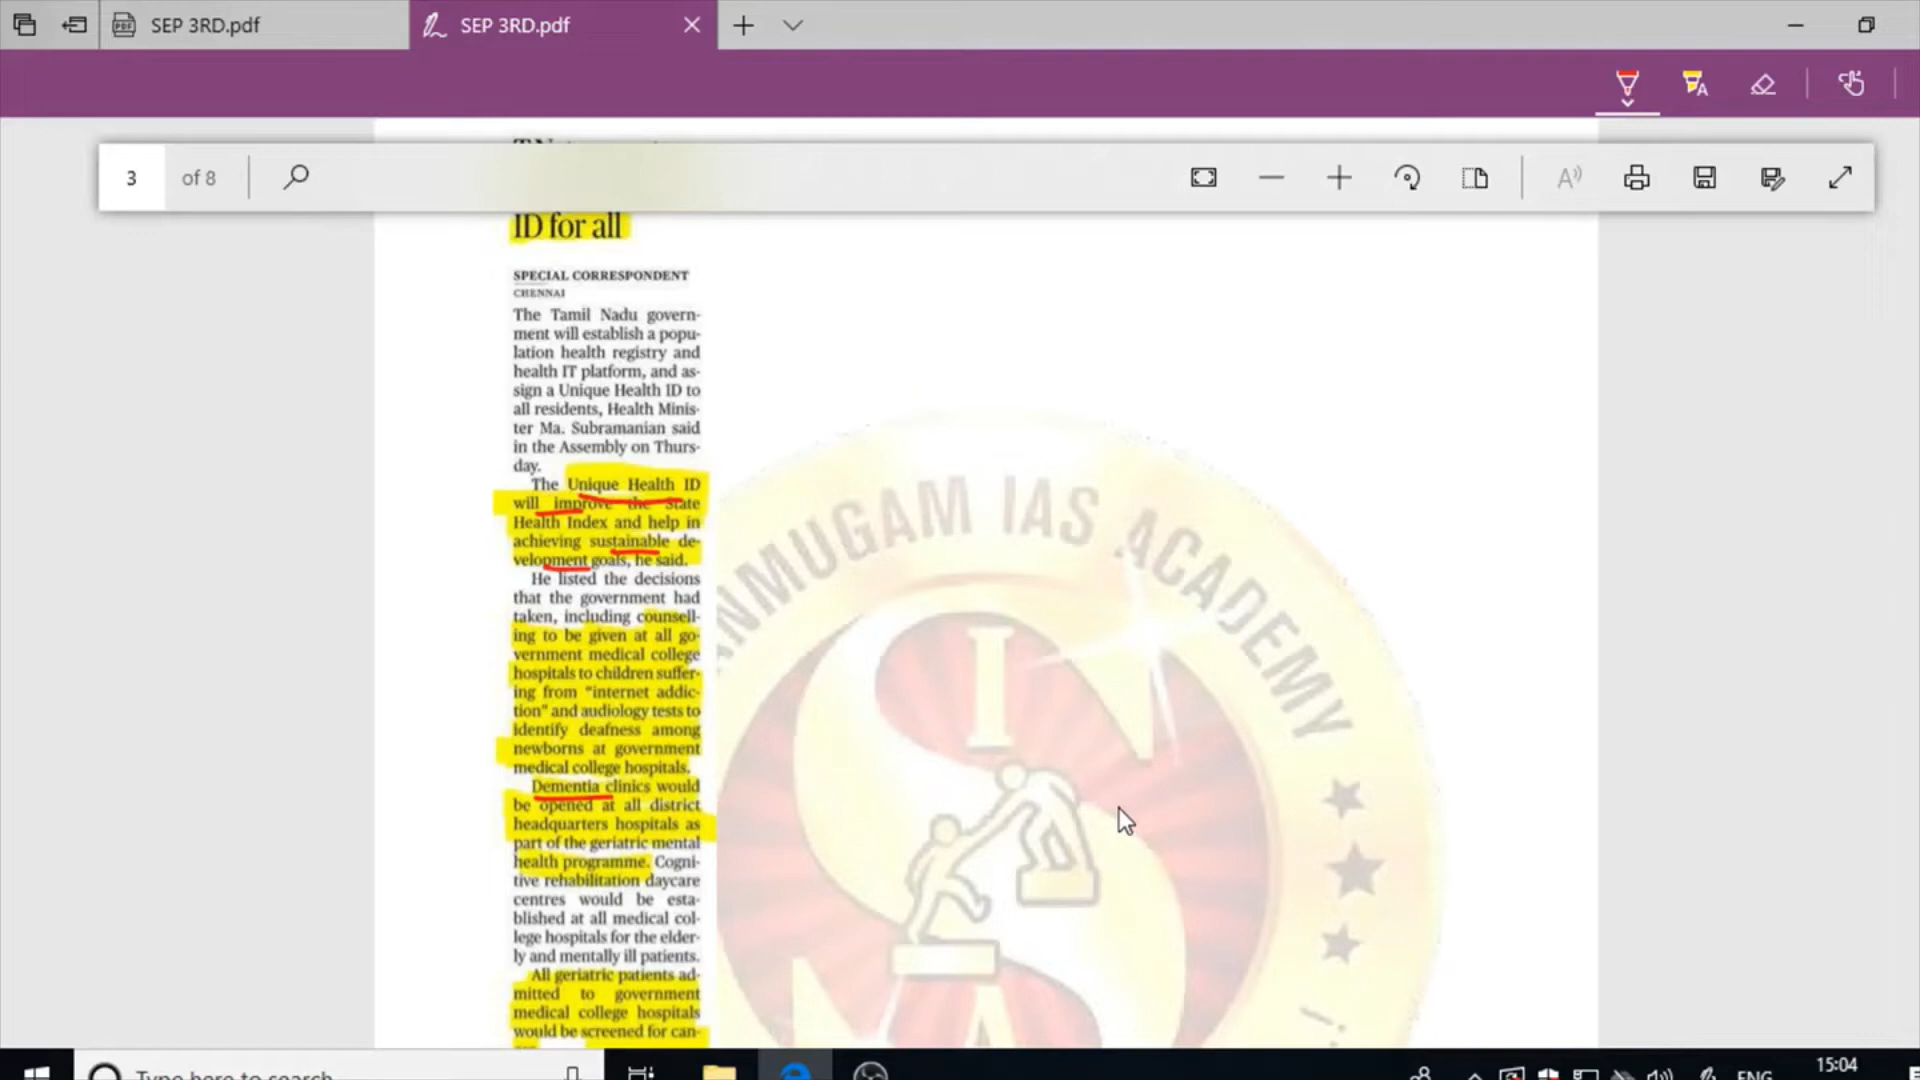 SEP 3RD.pdf
SEP 3RD.pdf
3 of 8
ID for all
SPECIAL CORRESPONDENT
CHENNAI
The Tamil Nadu govern-
ment will establish a popu-
lation health registry and
health IT platform, and as-
sign a Unique Health ID to
all residents, Health Minis-
ter Ma. Subramanian said
in the Assembly on Thurs-
day.
The Unique Health ID
will improve the State
Health Index and help in
achieving sustainable de-
velopment goals, he said.
He listed the decisions
that the government had
taken, including counsell-
ing to be given at all go-
vernment medical college
hospitals to children suffer-
ing from "internet addic-
tion" and audiology tests to
identify deafness among
newborns at government
medical college hospitals.
Dementia clinics would
be opened at all district
headquarters hospitals as
part of the geriatric mental
health programme. Cogni-
tive rehabilitation daycare
centres would be esta-
blished at all medical col-
lege hospitals for the elder-
ly and mentally ill patients.
All geriatric patients ad-
mitted to government
medical college hospitals
would be screened for can-
ANMUGAM IAS ACADEMY
Type here to search
ENG
15:04